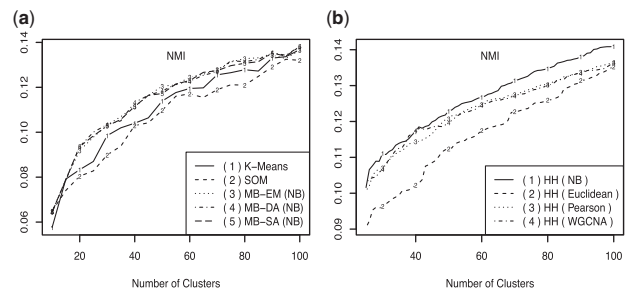 (a)
NMI
0.14
0.12
0.10
0.08
0.06
20 40 60 80 100
Number of Clusters
( 1 ) K−Means
( 2 ) SOM
( 3 ) MB−EM (NB)
( 4 ) MB−DA (NB)
( 5 ) MB−SA (NB)
(b)
NMI
0.14
0.13
0.12
0.11
0.10
0.09
40 60 80 100
Number of Clusters
( 1 ) HH ( NB )
( 2 ) HH ( Euclidean )
( 3 ) HH ( Pearson )
( 4 ) HH ( WGCNA )